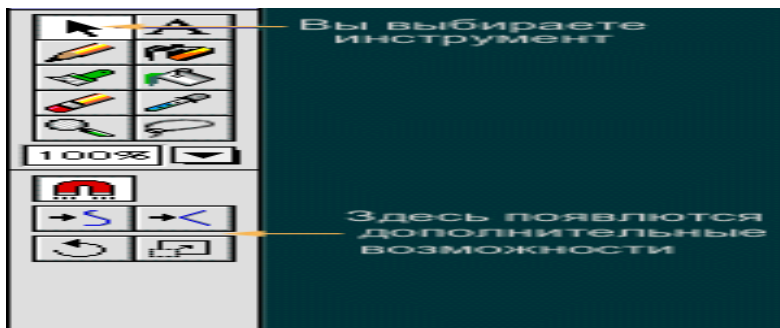 A
Вы выбираете
инструмент
100%
Здесь появлются
дополнительные
возможности